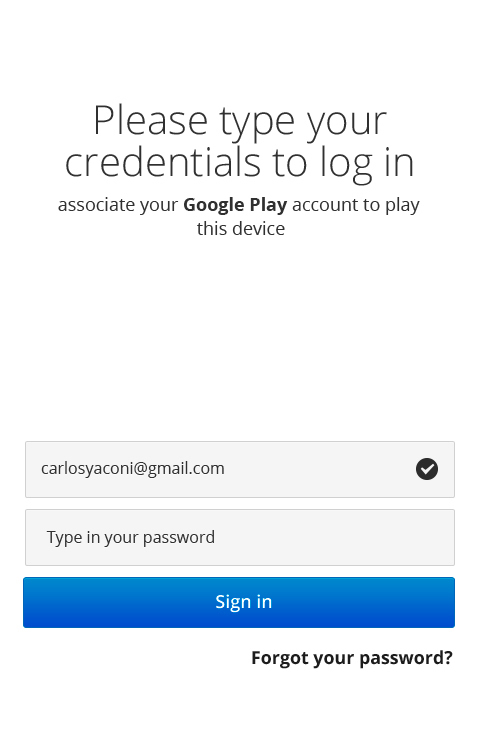 Please type your
credentials to log in
associate your Google Play account to play
this device
carlosyaconi@gmail.com
Type in your password
Sign in
Forgot your password?